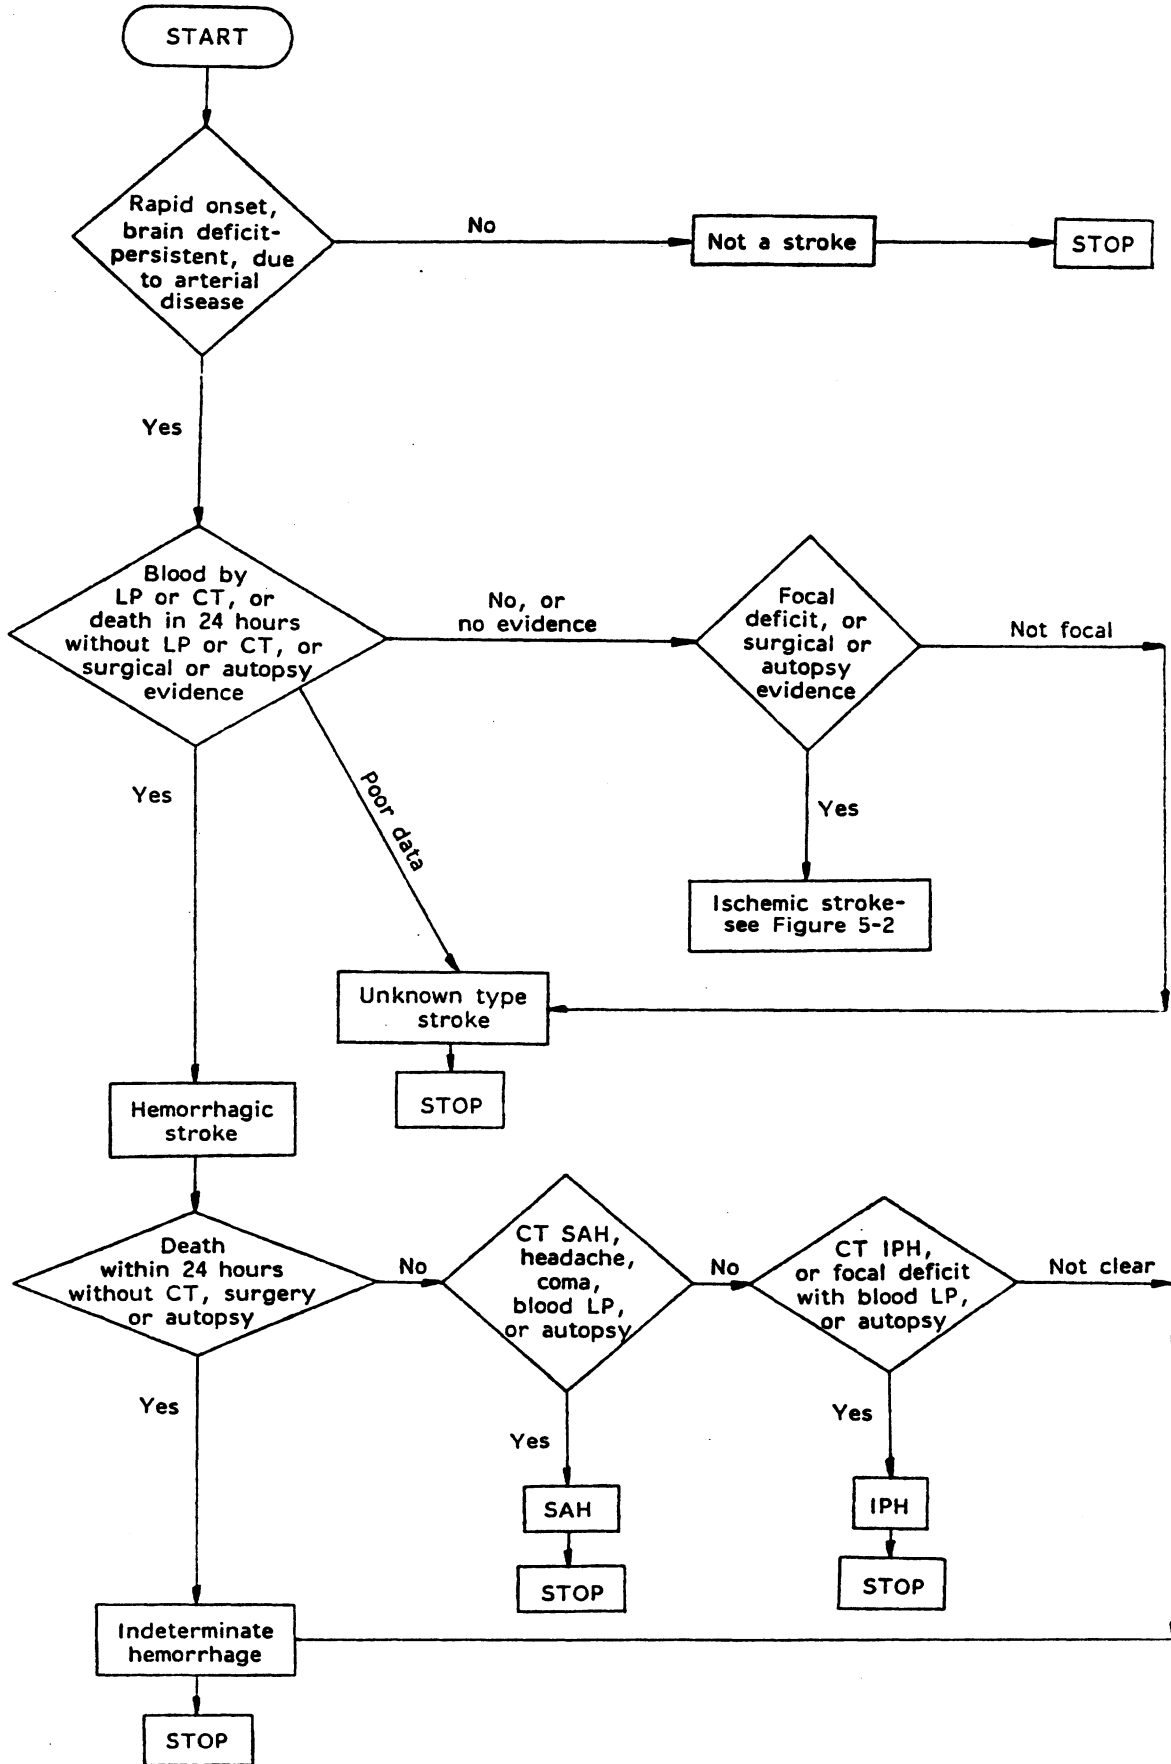 START
Rapid onset,
brain deficit-
persistent, due
to arterial
disease
No
Not a stroke
STOP
Yes
Blood by
LP or CT, or
death in 24 hours
without LP or CT, or
surgical or autopsy
evidence
No, or
no evidence
Focal
deficit, or
surgical or
autopsy
evidence
Not focal
Yes
Poor data
Yes
Ischemic stroke-
see Figure 5-2
Unknown type
stroke
STOP
Hemorrhagic
stroke
Death
within 24 hours
without CT, surgery
or autopsy
No
CT SAH,
headache,
coma,
blood LP,
or autopsy
No
CT IPH,
or focal deficit
with blood LP,
or autopsy
Not clear
Yes
Yes
Yes
SAH
IPH
STOP
STOP
Indeterminate
hemorrhage
STOP